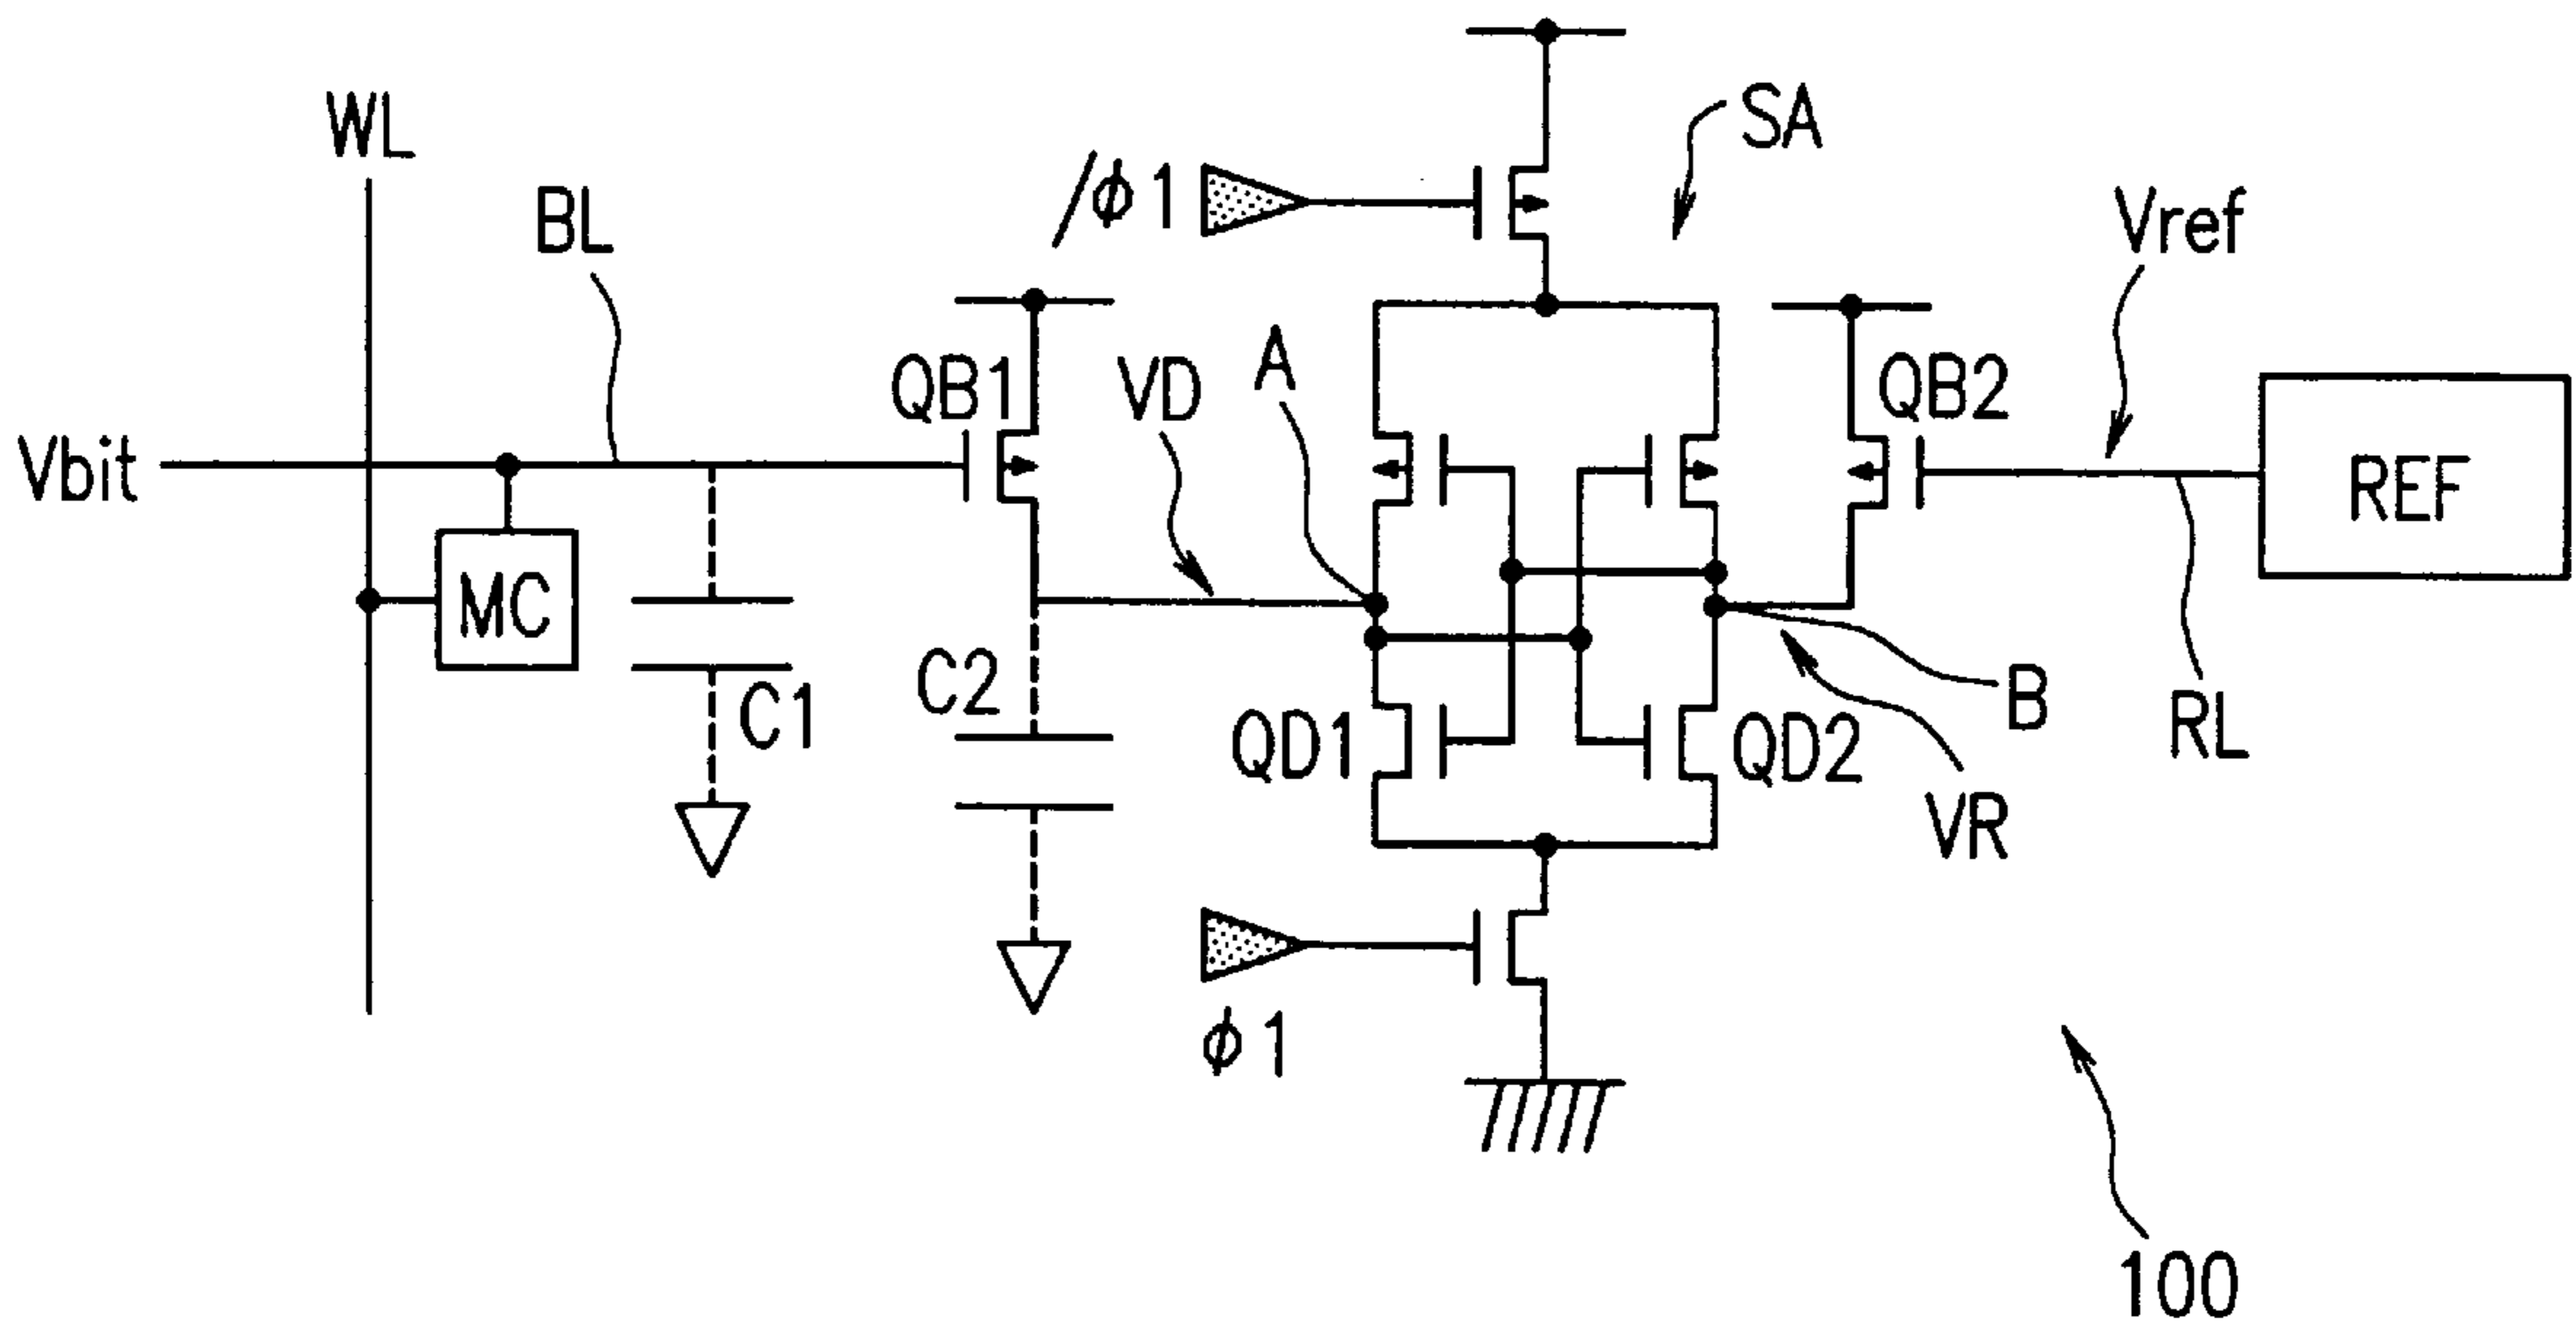 SA
WL
/ϕ1
BL
Vref
A
QB1
VD
QB2
Vbit
REF
MC
C2
B
C1
QD1
QD2
RL
VR
ϕ1
100